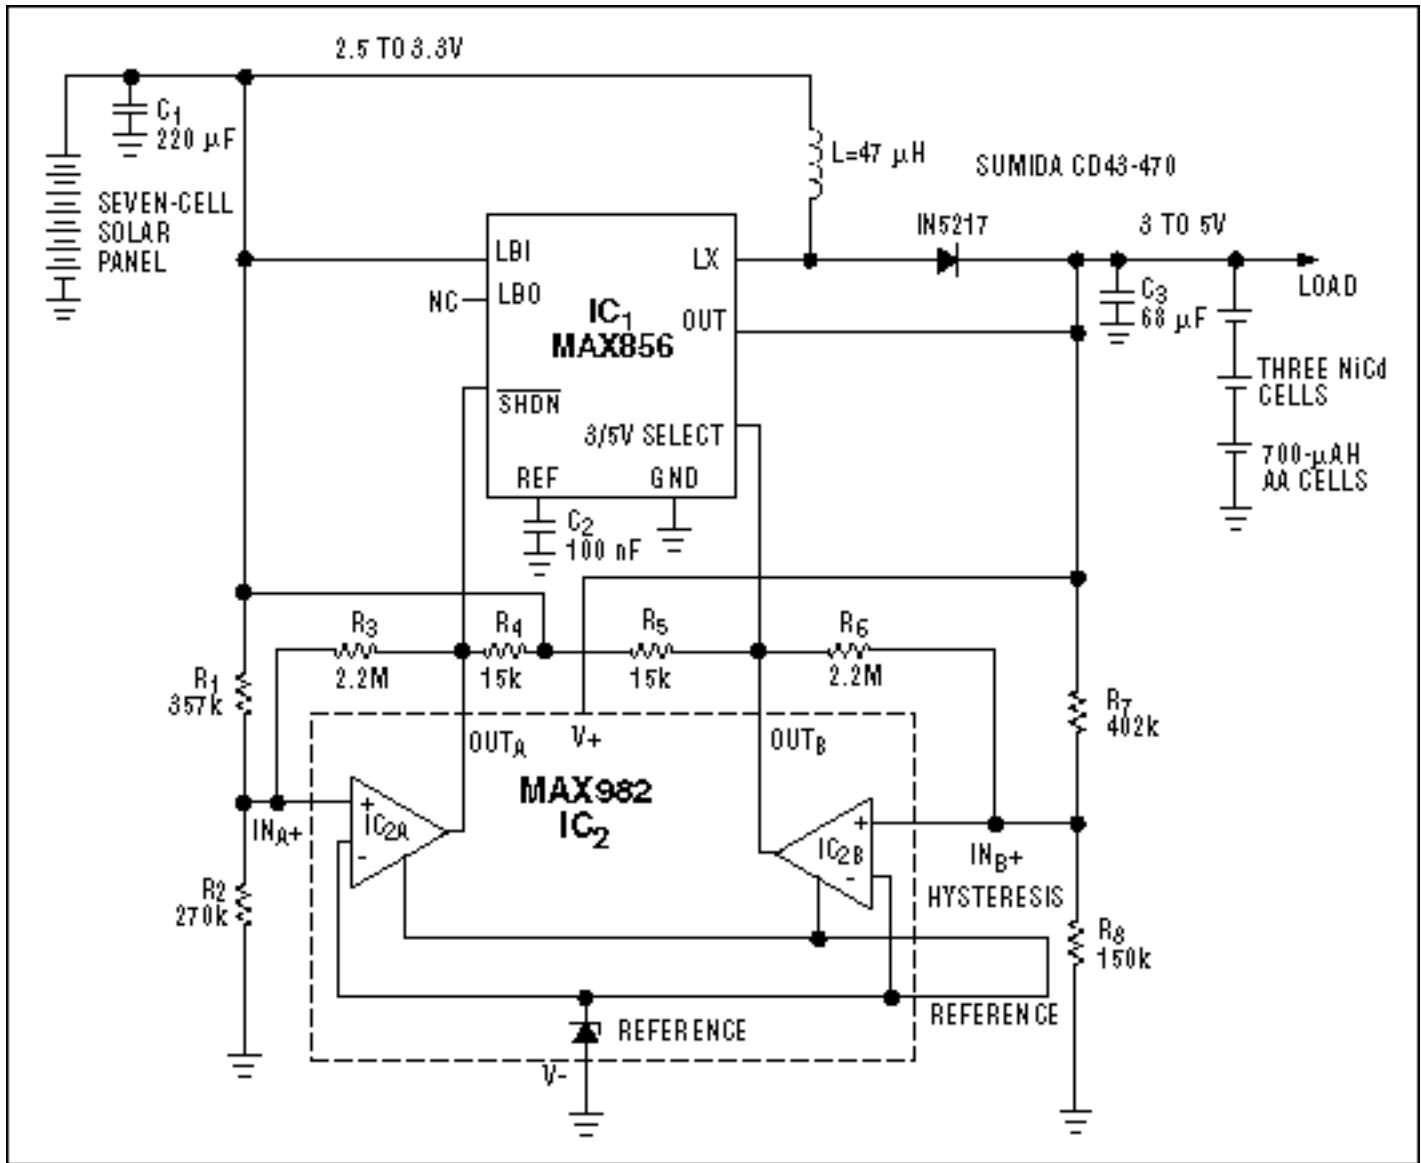 2.5 TO 3.3V
C1
220 µF
L=47 µH
SUMIDA CD43-470
SEVEN-CELL
SOLAR
PANEL
IN5217
3 TO 5V
LBI
LX
NC
LBO
IC1
MAX856
OUT
C3
68 µF
LOAD
SHDN
3/5V SELECT
THREE NiCd
CELLS
REF
GND
700-µAH
AA CELLS
C2
100 nF
R3
2.2M
R4
15k
R5
15k
R6
2.2M
R1
357k
R7
402k
OUTA
V+
OUTB
MAX982
IC2
INA+
+
IC2A
-
+
IC2B
-
INB+
HYSTERESIS
R2
270k
R8
150k
REFERENCE
REFERENCE
V-